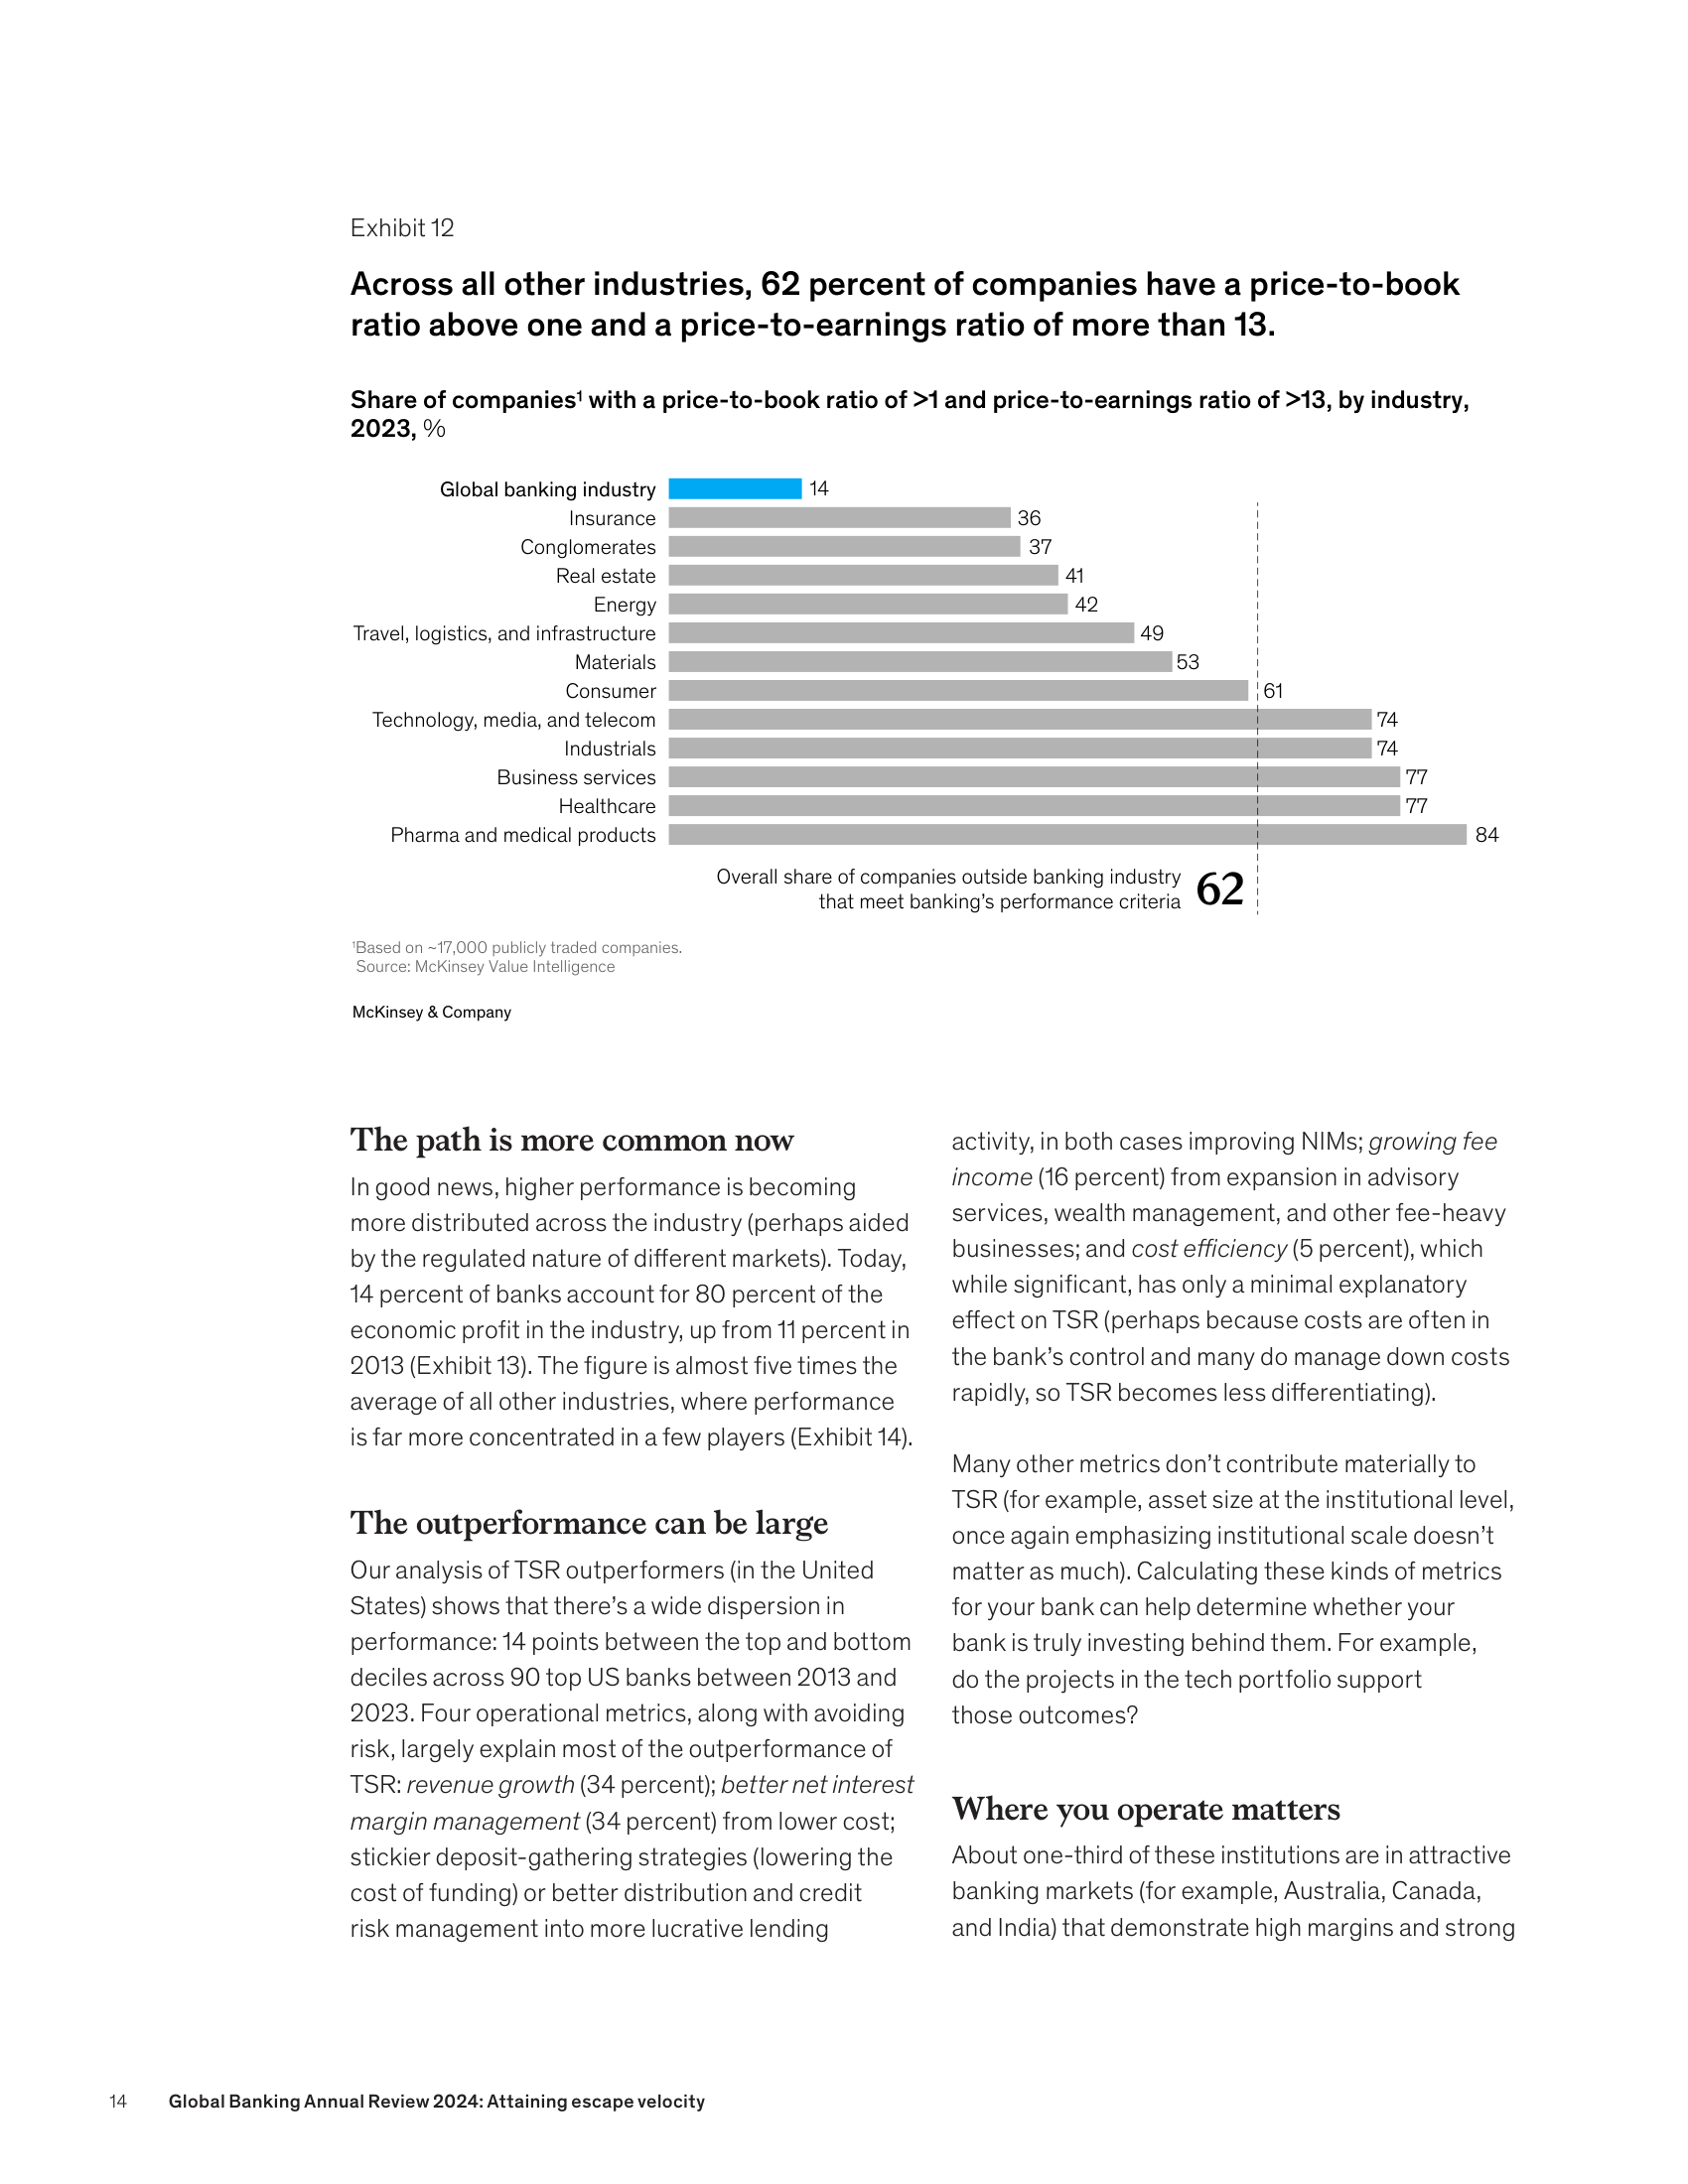 Exhibit 12
Across all other industries, 62 percent of companies have a price-to-book
ratio above one and a price-to-earnings ratio of more than 13.
Share of companies¹ with a price-to-book ratio of >1 and price-to-earnings ratio of >13, by industry,
2023, %
Global banking industry 14
Insurance 36
Conglomerates 37
Real estate 41
Energy 42
Travel, logistics, and infrastructure 49
Materials 53
Consumer 61
Technology, media, and telecom 74
Industrials 74
Business services 77
Healthcare 77
Pharma and medical products 84
Overall share of companies outside banking industry
that meet banking’s performance criteria 62
¹Based on ~17,000 publicly traded companies.
Source: McKinsey Value Intelligence
McKinsey & Company
The path is more common now
In good news, higher performance is becoming
more distributed across the industry (perhaps aided
by the regulated nature of different markets). Today,
14 percent of banks account for 80 percent of the
economic profit in the industry, up from 11 percent in
2013 (Exhibit 13). The figure is almost five times the
average of all other industries, where performance
is far more concentrated in a few players (Exhibit 14).
The outperformance can be large
Our analysis of TSR outperformers (in the United
States) shows that there’s a wide dispersion in
performance: 14 points between the top and bottom
deciles across 90 top US banks between 2013 and
2023. Four operational metrics, along with avoiding
risk, largely explain most of the outperformance of
TSR: revenue growth (34 percent); better net interest
margin management (34 percent) from lower cost;
stickier deposit-gathering strategies (lowering the
cost of funding) or better distribution and credit
risk management into more lucrative lending
activity, in both cases improving NIMs; growing fee
income (16 percent) from expansion in advisory
services, wealth management, and other fee-heavy
businesses; and cost efficiency (5 percent), which
while significant, has only a minimal explanatory
effect on TSR (perhaps because costs are often in
the bank’s control and many do manage down costs
rapidly, so TSR becomes less differentiating).
Many other metrics don’t contribute materially to
TSR (for example, asset size at the institutional level,
once again emphasizing institutional scale doesn’t
matter as much). Calculating these kinds of metrics
for your bank can help determine whether your
bank is truly investing behind them. For example,
do the projects in the tech portfolio support
those outcomes?
Where you operate matters
About one-third of these institutions are in attractive
banking markets (for example, Australia, Canada,
and India) that demonstrate high margins and strong
14 Global Banking Annual Review 2024: Attaining escape velocity